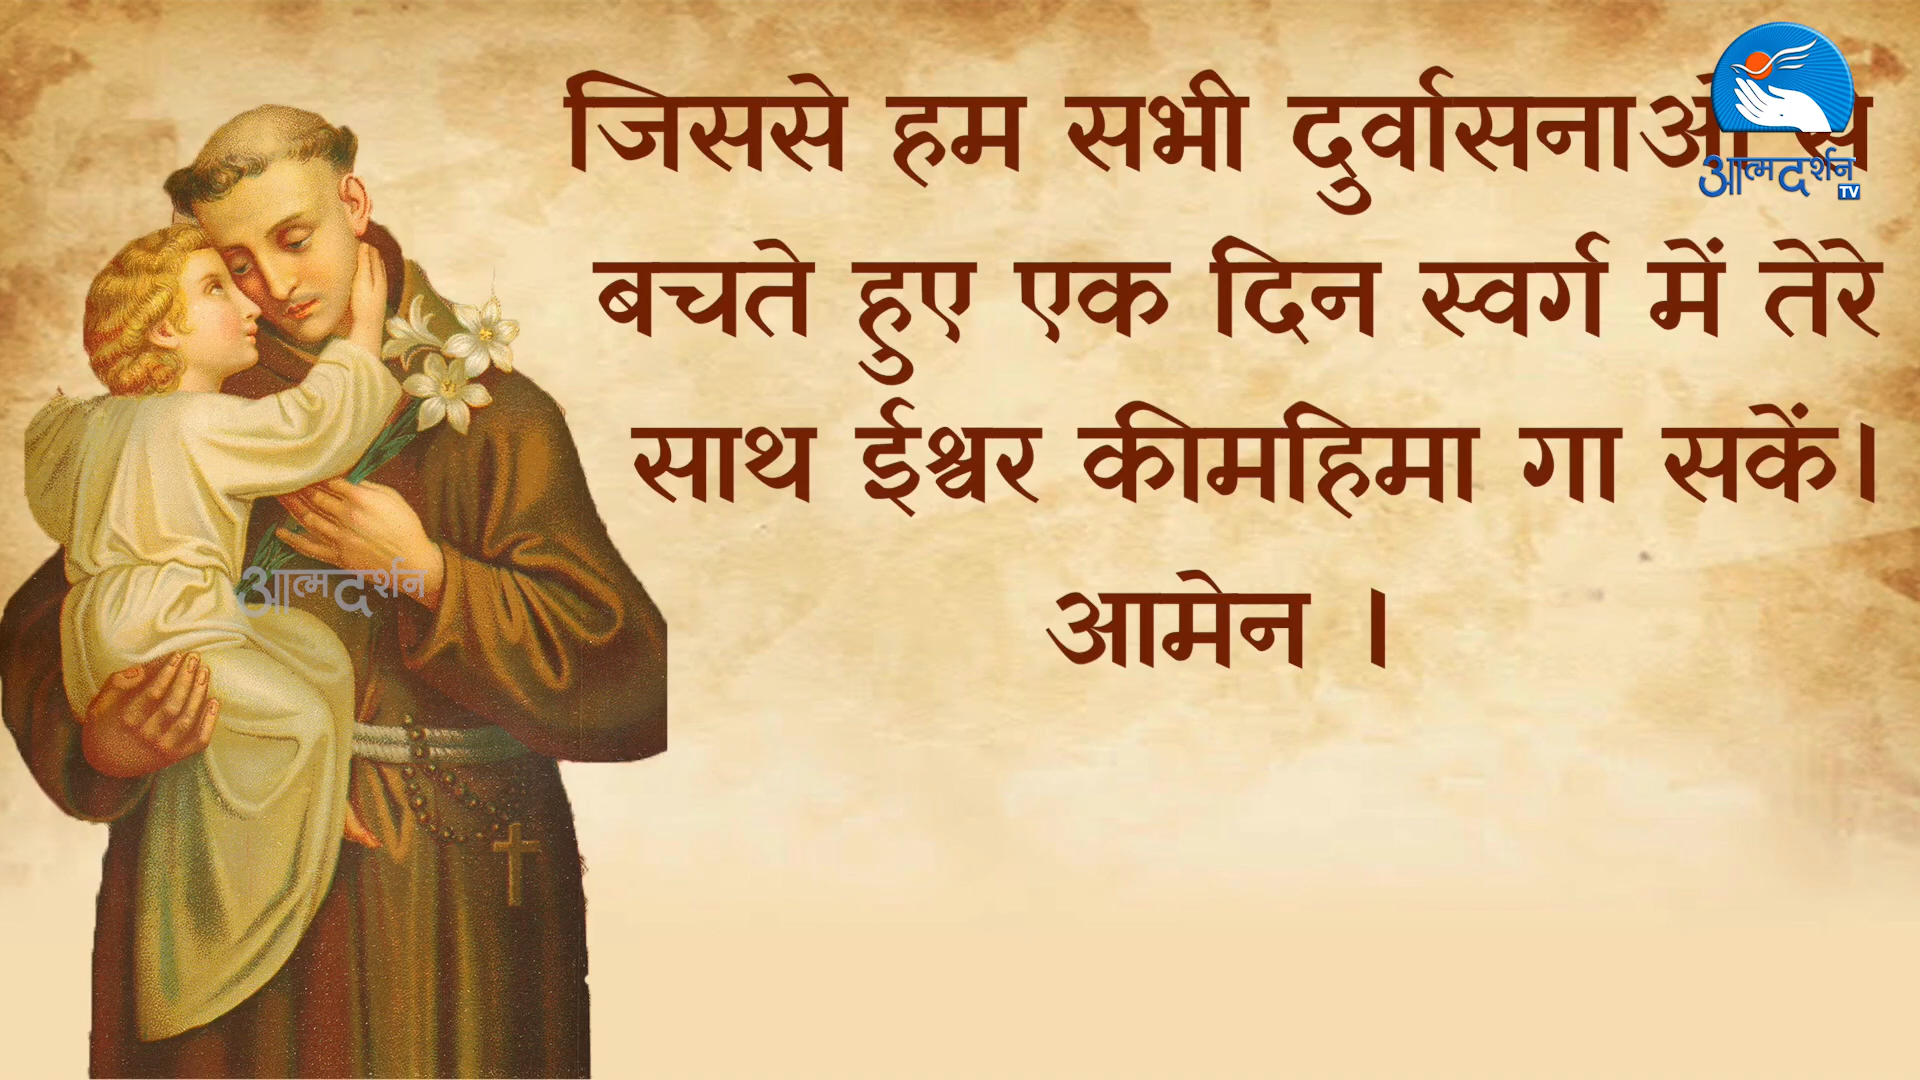 जिससे हम सभी दुर्वासनाओं से
बचते हुए एक दिन स्वर्ग में तेरे
साथ ईश्वर कीमहिमा गा सकें।
आमेन ।
आत्मदर्शन
TV
आत्मदर्शन